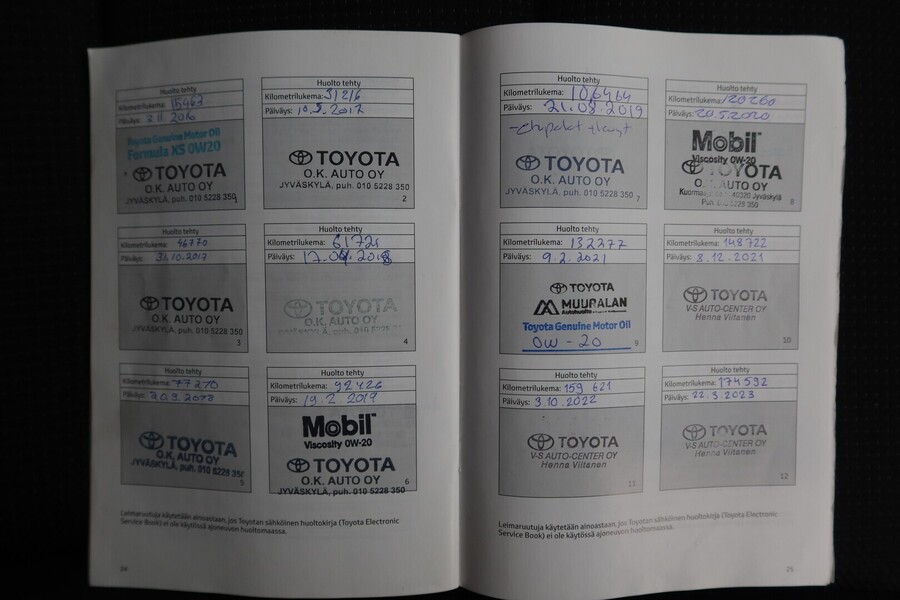 Huolto tehty
Kilometrilukema: 15462
Päiväys: 2.11 2016
Toyota Genuine Motor Oil
Formula XS 0W20
TOYOTA
O.K. AUTO OY
JYVÄSKYLÄ, puh. 010 5228 350
1
Huolto tehty
Kilometrilukema: 31216
Päiväys: 10.5.2017
TOYOTA
O.K. AUTO OY
JYVÄSKYLÄ, puh. 010 5228 350
2
Huolto tehty
Kilometrilukema: 46770
Päiväys: 31.10.2017
TOYOTA
O.K. AUTO OY
JYVÄSKYLÄ, puh. 010 5228 350
3
Huolto tehty
Kilometrilukema: 61721
Päiväys: 17.04.2018
TOYOTA
O.K. AUTO OY
4
Huolto tehty
Kilometrilukema: 77270
Päiväys: 20.9.2018
TOYOTA
O.K. AUTO OY
JYVÄSKYLÄ, puh. 010 5228 350
5
Huolto tehty
Kilometrilukema: 92426
Päiväys: 19.2 2019
Mobil
Viscosity 0W-20
TOYOTA
O.K. AUTO OY
JYVÄSKYLÄ, puh. 010 5228 350
6
Leimaruutuja käytetään ainoastaan, jos Toyotan sähköinen huoltokirja (Toyota Electronic
Service Book) ei ole käytössä ajoneuvon huoltomaassa.
24
Huolto tehty
Kilometrilukema: 106464
Päiväys: 21.08.2019
TOYOTA
O.K. AUTO OY
JYVÄSKYLÄ, puh. 010 5228 350
7
Huolto tehty
Kilometrilukema: 120260
Päiväys: 20.5.2020
Mobil
Viscosity 0W-20
TOYOTA
O.K. AUTO OY
40320 Jyväskylä
Puh. 010 5228 350
8
Huolto tehty
Kilometrilukema: 132277
Päiväys: 9.2.2021
TOYOTA
MUURALAN
Toyota Genuine Motor Oil
0W - 20
9
Huolto tehty
Kilometrilukema: 148722
Päiväys: 8.12.2021
TOYOTA
V-S AUTO-CENTER OY
Henna Viitanen
10
Huolto tehty
Kilometrilukema: 159 621
Päiväys: 3.10.2022
TOYOTA
V-S AUTO-CENTER OY
Henna Viitanen
11
Huolto tehty
Kilometrilukema: 174592
Päiväys: 22.9.2023
TOYOTA
V-S AUTO-CENTER OY
Henna Viitanen
12
Leimaruutuja käytetään ainoastaan, jos Toyotan sähköinen huoltokirja (Toyota Electronic
Service Book) ei ole käytössä ajoneuvon huoltomaassa.
25